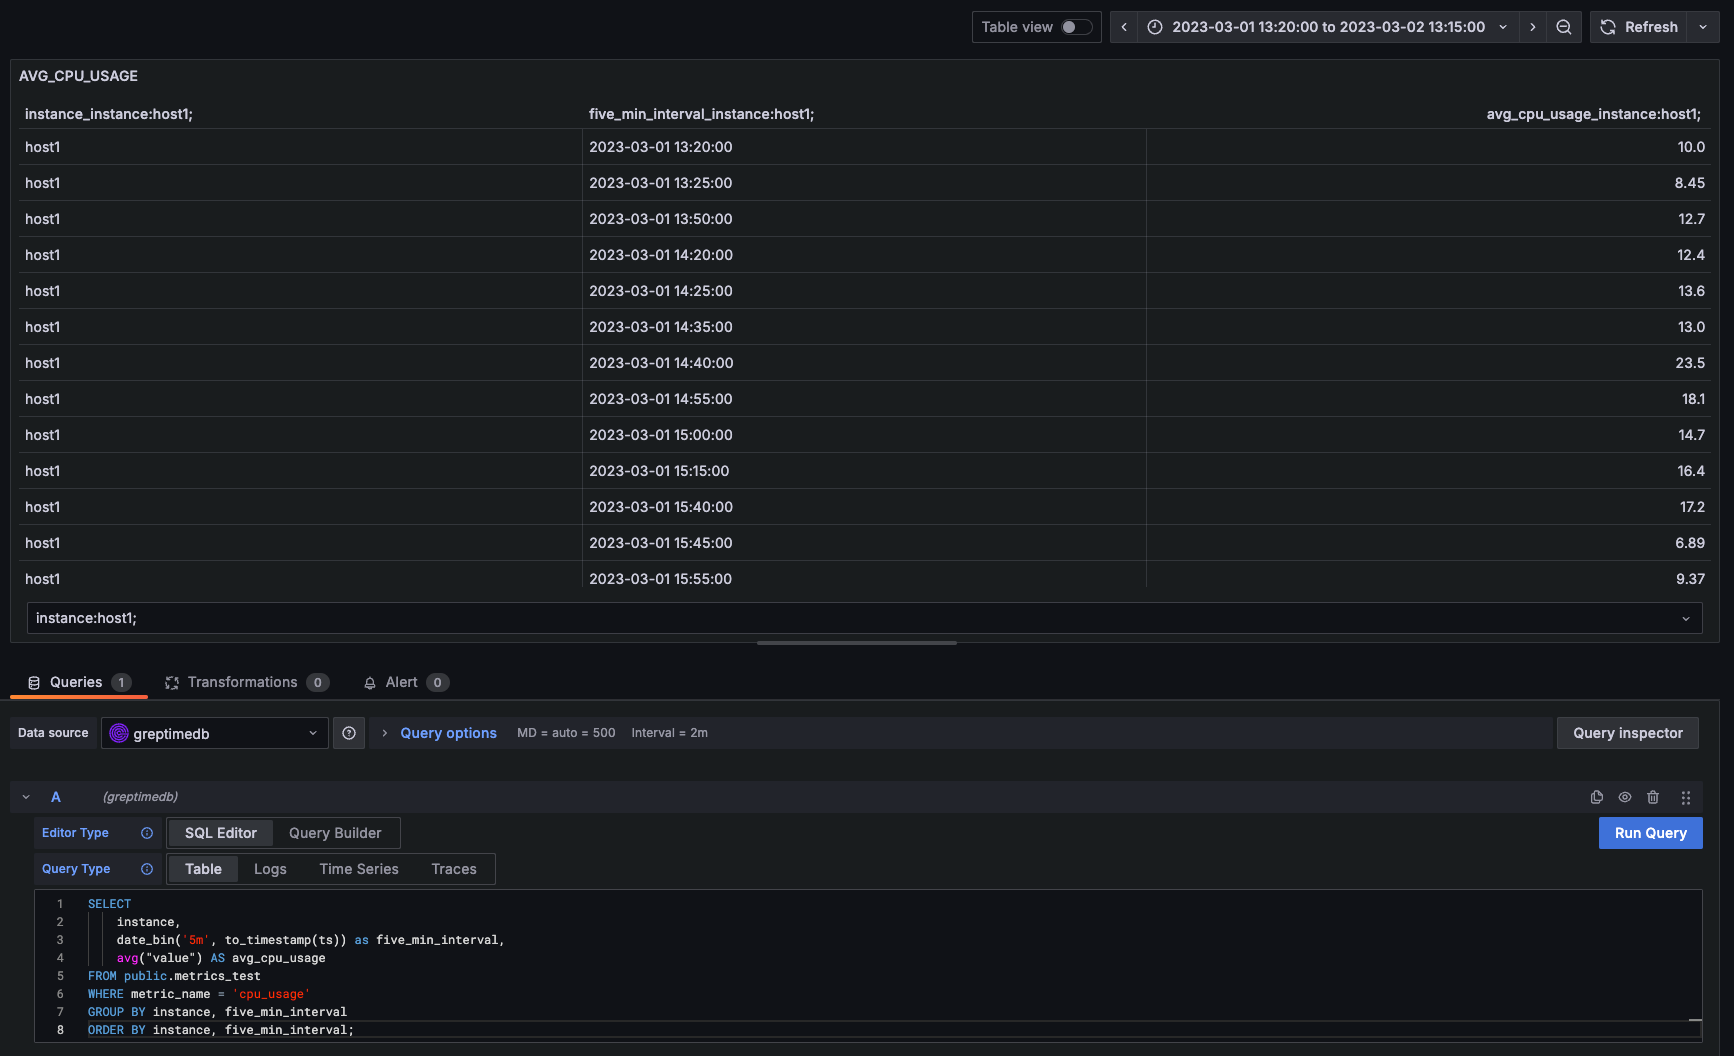 Table view
2023-03-01 13:20:00 to 2023-03-02 13:15:00
Refresh
AVG_CPU_USAGE
instance_instance:host1; five_min_interval_instance:host1; avg_cpu_usage_instance:host1;
host1 2023-03-01 13:20:00 10.0
host1 2023-03-01 13:25:00 8.45
host1 2023-03-01 13:50:00 12.7
host1 2023-03-01 14:20:00 12.4
host1 2023-03-01 14:25:00 13.6
host1 2023-03-01 14:35:00 13.0
host1 2023-03-01 14:40:00 23.5
host1 2023-03-01 14:55:00 18.1
host1 2023-03-01 15:00:00 14.7
host1 2023-03-01 15:15:00 16.4
host1 2023-03-01 15:40:00 17.2
host1 2023-03-01 15:45:00 6.89
host1 2023-03-01 15:55:00 9.37
instance:host1;
Queries 1 Transformations 0 Alert 0
Data source greptimedb Query options MD = auto = 500 Interval = 2m Query inspector
A (greptimedb)
Editor Type SQL Editor Query Builder Run Query
Query Type Table Logs Time Series Traces
1 SELECT
2 instance,
3 date_bin('5m', to_timestamp(ts)) as five_min_interval,
4 avg("value") AS avg_cpu_usage
5 FROM public.metrics_test
6 WHERE metric_name = 'cpu_usage'
7 GROUP BY instance, five_min_interval
8 ORDER BY instance, five_min_interval;